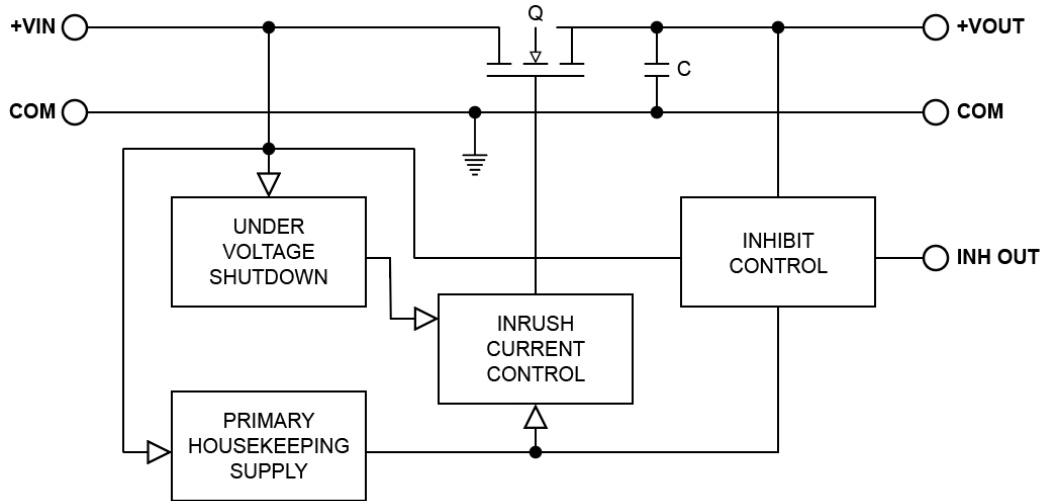 +VIN
Q
+VOUT
C
COM
COM
UNDER
VOLTAGE
SHUTDOWN
INHIBIT
CONTROL
INH OUT
INRUSH
CURRENT
CONTROL
PRIMARY
HOUSEKEEPING
SUPPLY